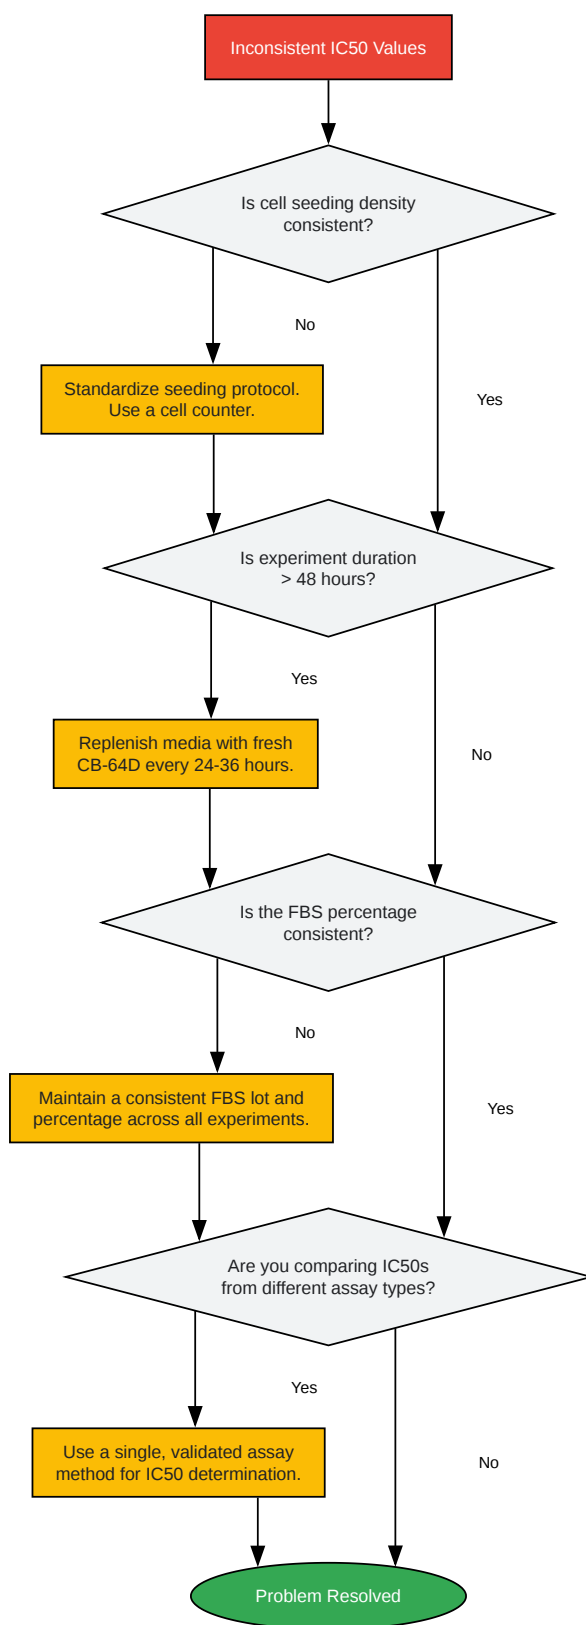 Inconsistent IC50 Values
Is cell seeding density
consistent?
No
Standardize seeding protocol.
Use a cell counter.
Yes
Is experiment duration
> 48 hours?
Yes
Replenish media with fresh
CB-64D every 24-36 hours.
No
Is the FBS percentage
consistent?
No
Maintain a consistent FBS lot and
percentage across all experiments.
Yes
Are you comparing IC50s
from different assay types?
Yes
Use a single, validated assay
method for IC50 determination.
No
Problem Resolved